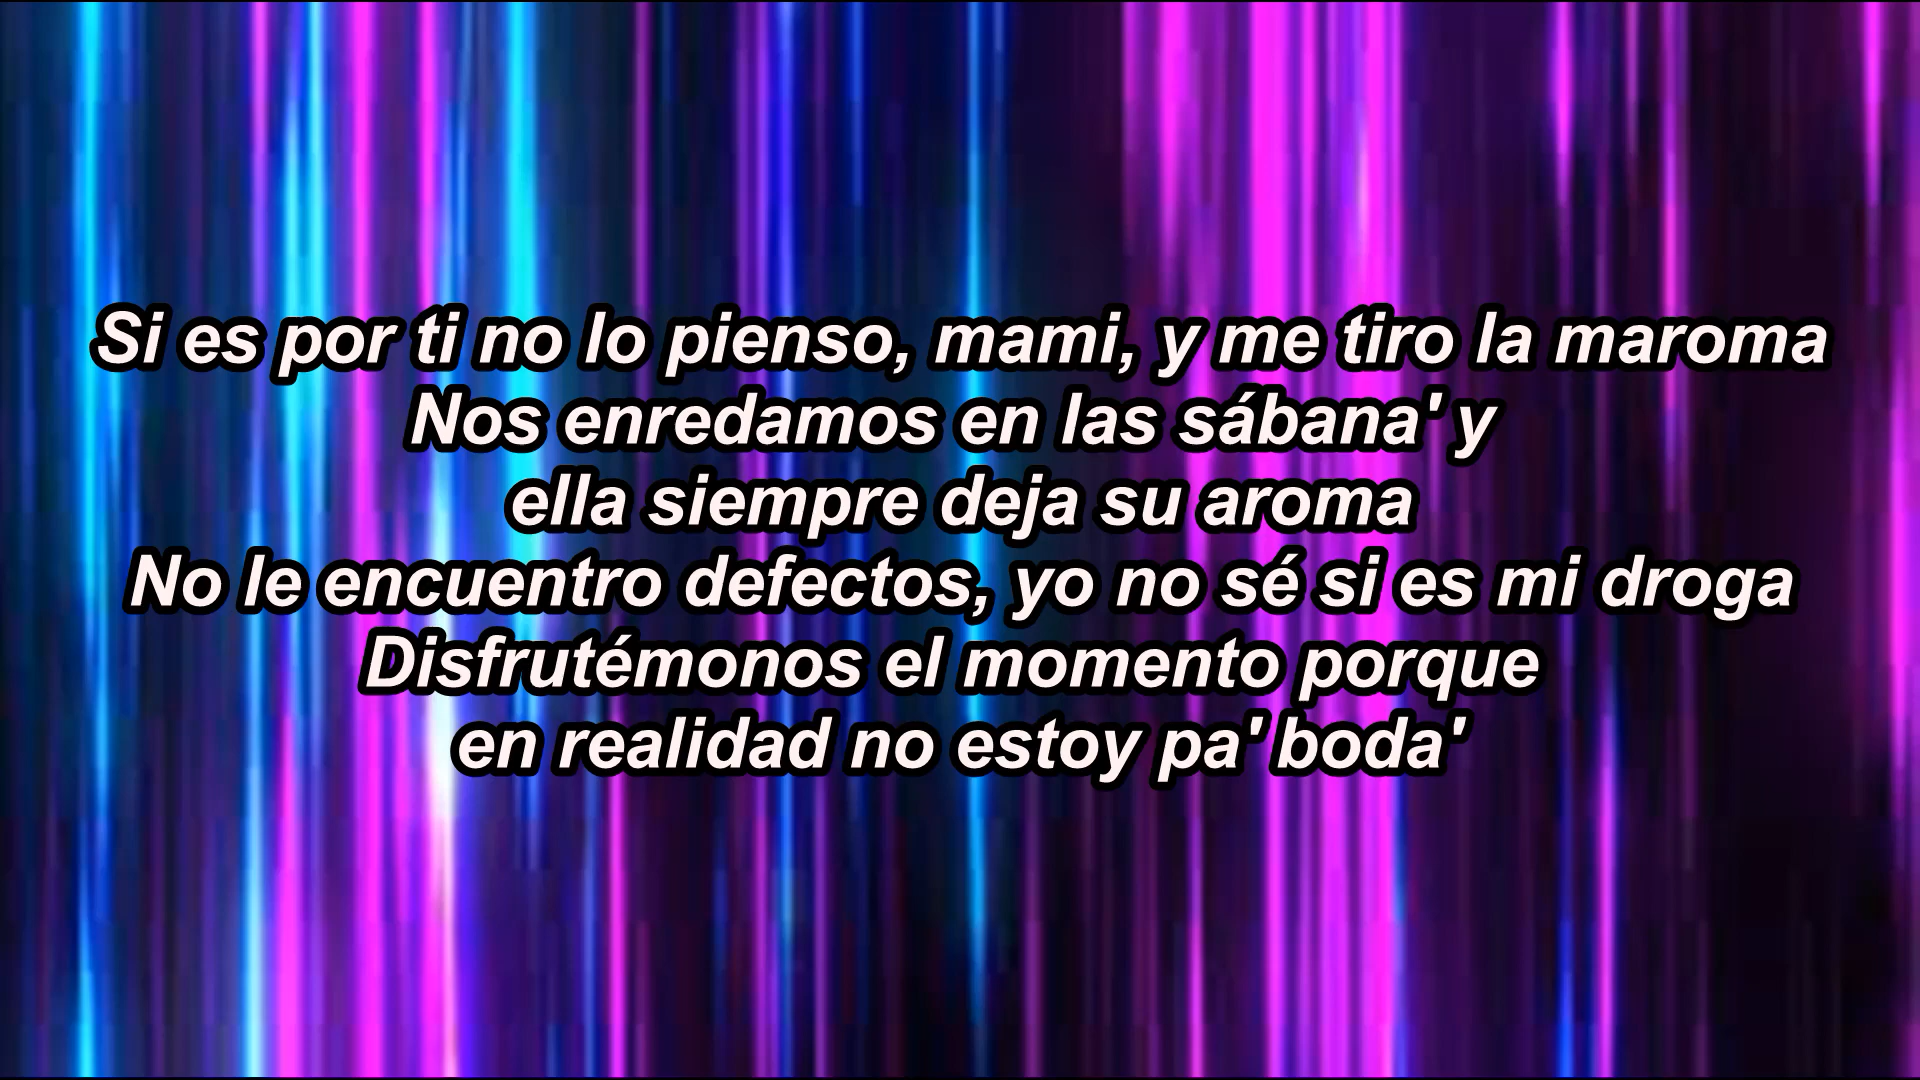 Si es por ti no lo pienso, mami, y me tiro la maroma
Nos enredamos en las sábana' y
ella siempre deja su aroma
No le encuentro defectos, yo no sé si es mi droga
Disfrutémonos el momento porque
en realidad no estoy pa' boda'